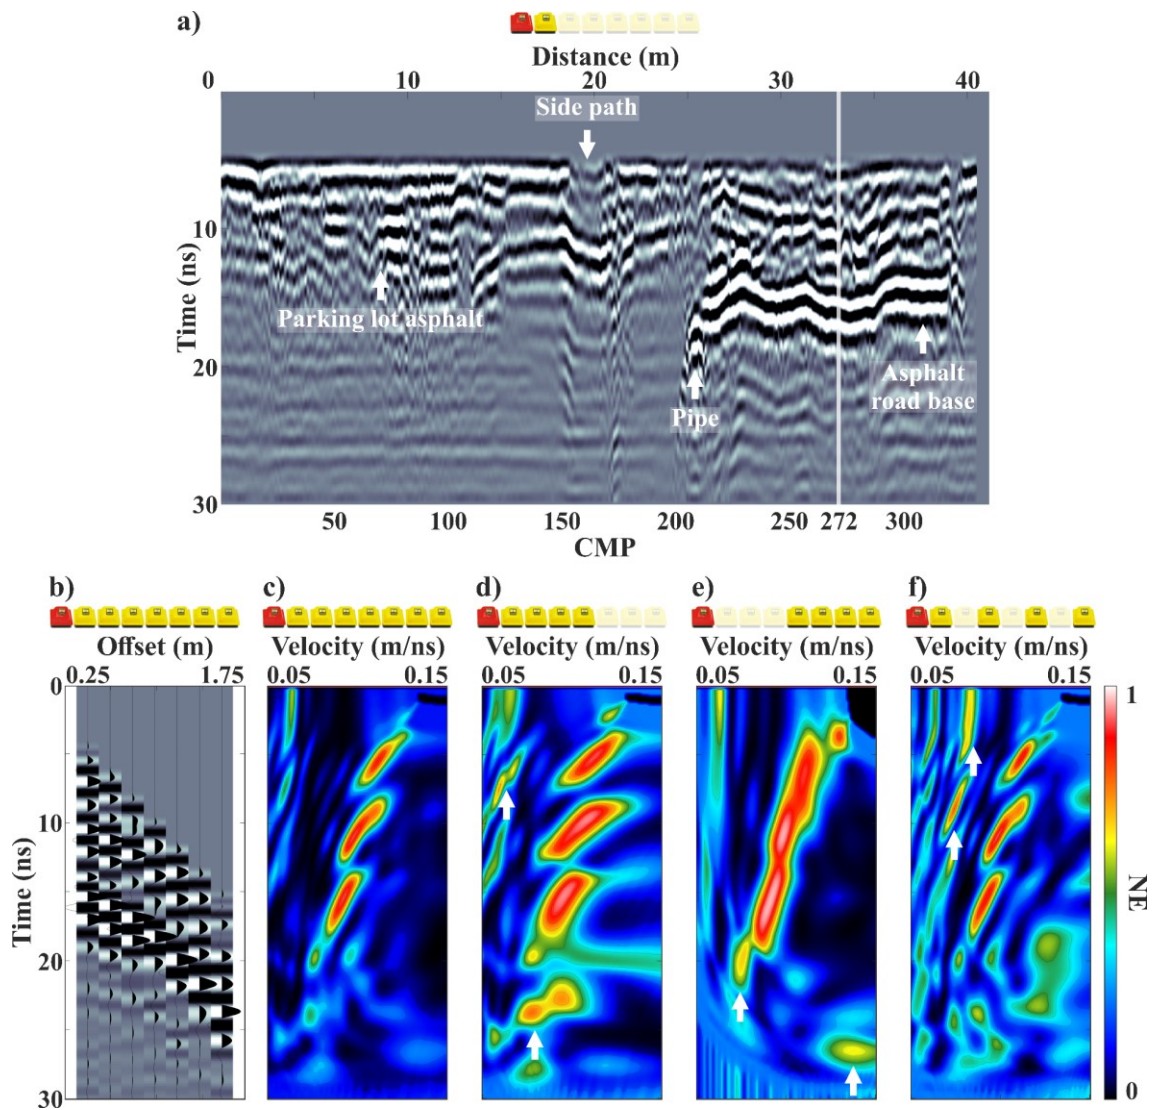 a)
Distance (m)
0 10 20 30 40
Side path
Time (ns)
10
20
30
Parking lot asphalt
Pipe
Asphalt
road base
50 100 150 200 250 272 300
CMP
b) c) d) e) f)
Offset (m) Velocity (m/ns) Velocity (m/ns) Velocity (m/ns) Velocity (m/ns)
0.25 1.75 0.05 0.15 0.05 0.15 0.05 0.15 0.05 0.15
0
10
20
30
Time (ns)
1
NE
0